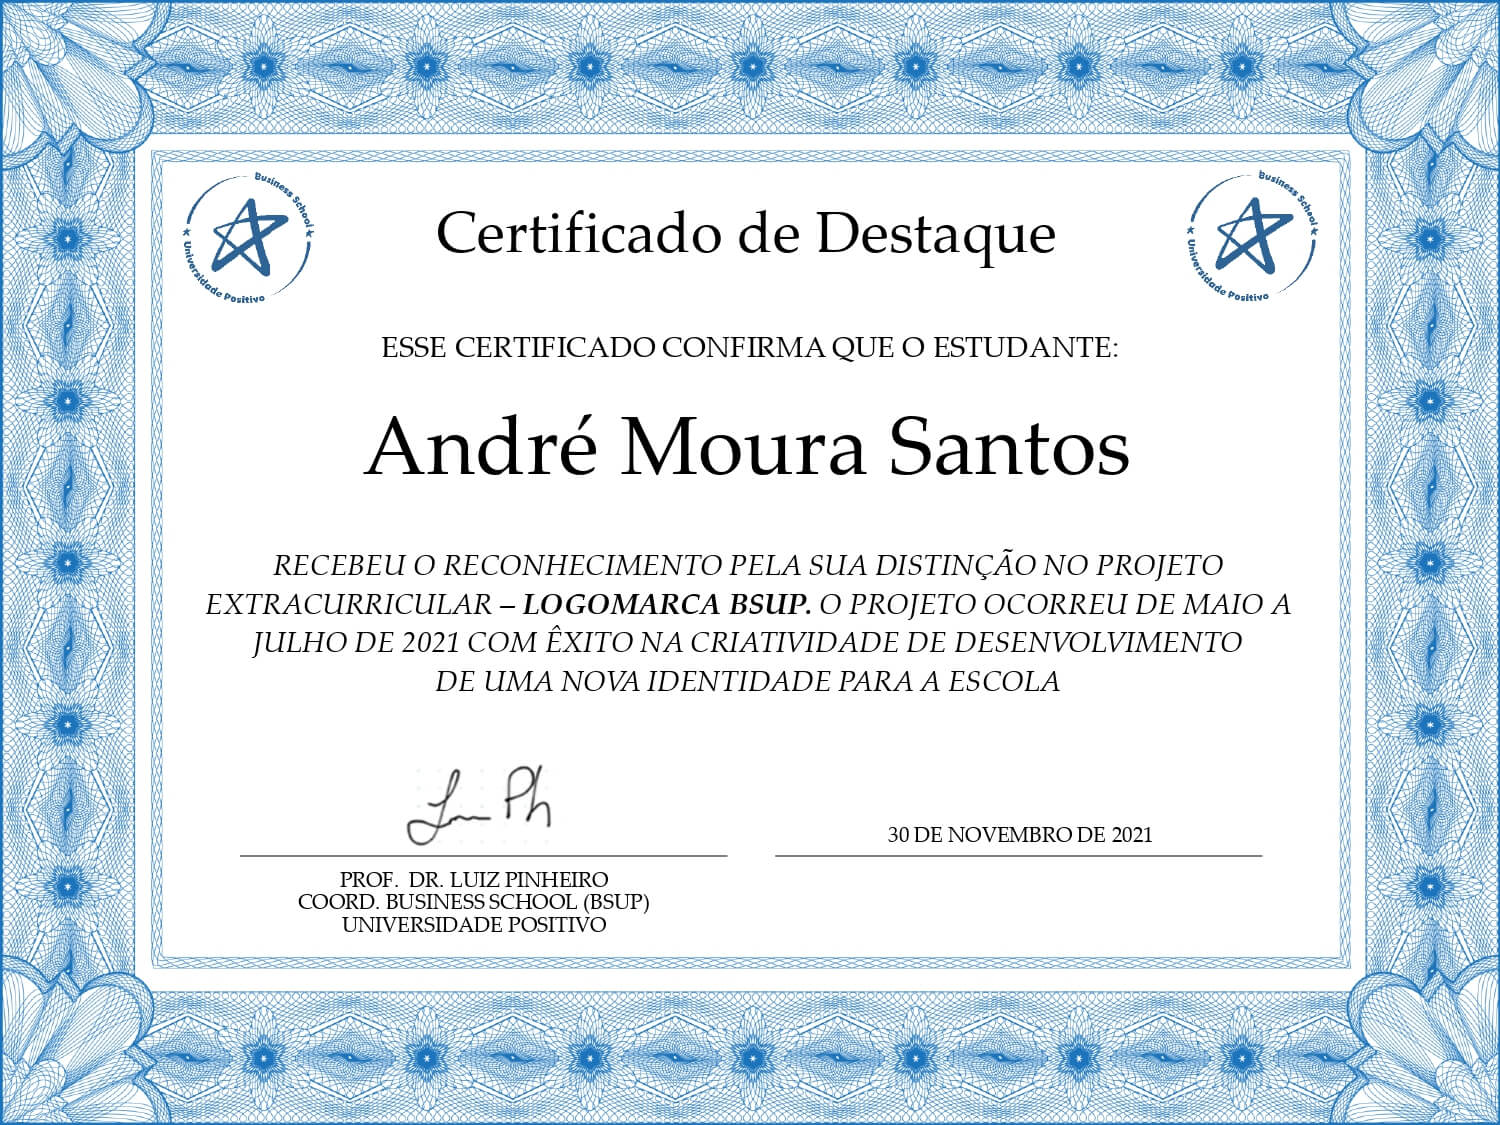 Business School
Universidade Positivo
Certificado de Destaque
Business School
Universidade Positivo
ESSE CERTIFICADO CONFIRMA QUE O ESTUDANTE:
André Moura Santos
RECEBEU O RECONHECIMENTO PELA SUA DISTINÇÃO NO PROJETO
EXTRACURRICULAR – LOGOMARCA BSUP. O PROJETO OCORREU DE MAIO A
JULHO DE 2021 COM ÊXITO NA CRIATIVIDADE DE DESENVOLVIMENTO
DE UMA NOVA IDENTIDADE PARA A ESCOLA
30 DE NOVEMBRO DE 2021
PROF. DR. LUIZ PINHEIRO
COORD. BUSINESS SCHOOL (BSUP)
UNIVERSIDADE POSITIVO